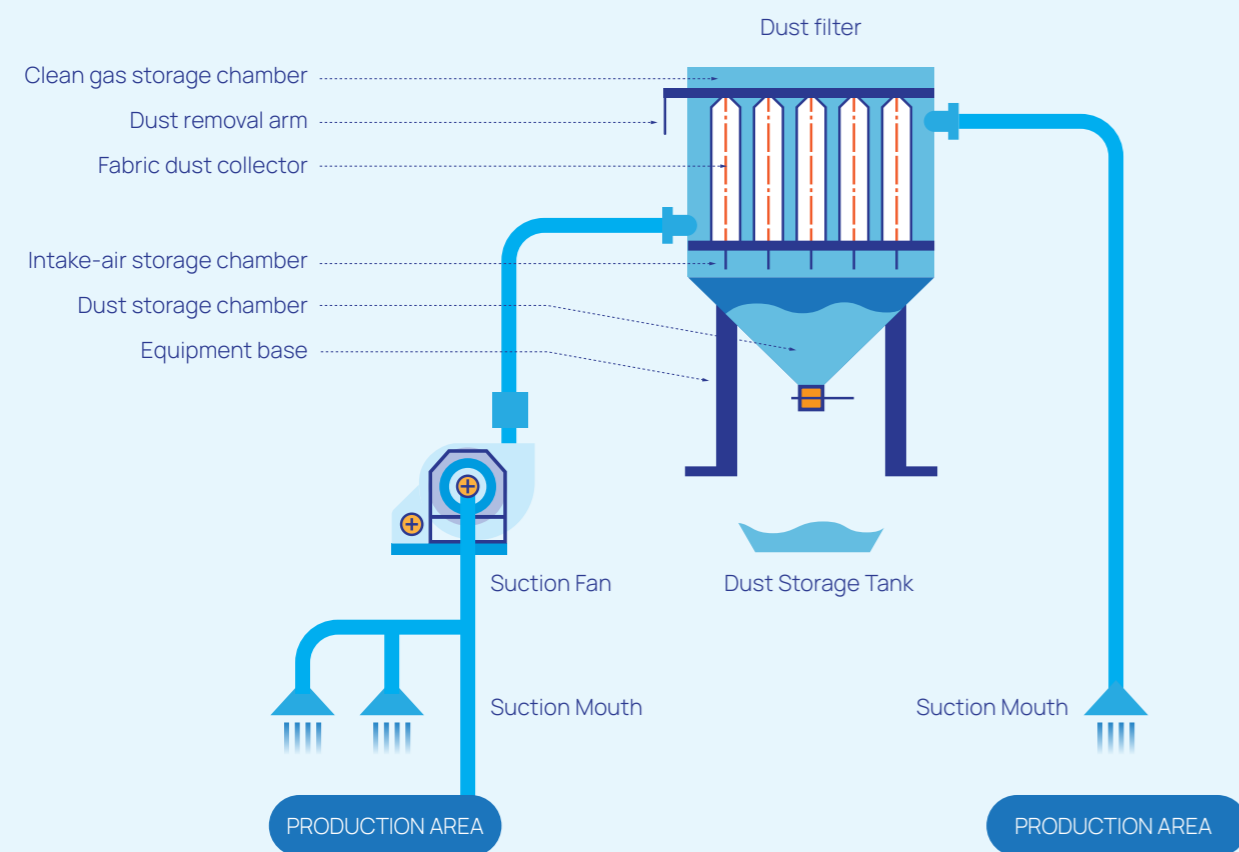 Dust filter
Clean gas storage chamber
Dust removal arm
Fabric dust collector
Intake-air storage chamber
Dust storage chamber
Equipment base
Suction Fan
Dust Storage Tank
Suction Mouth
Suction Mouth
PRODUCTION AREA
PRODUCTION AREA